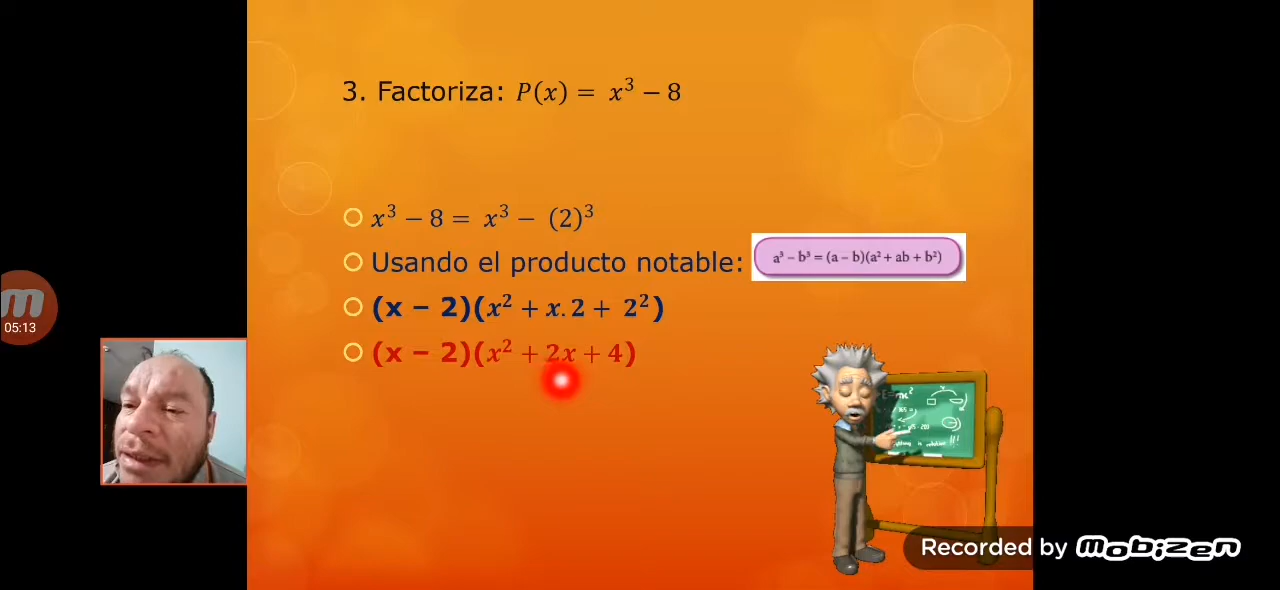 3. Factoriza: P(x) = x³ − 8
x³ − 8 = x³ − (2)³
Usando el producto notable:
a³ − b³ = (a − b)(a² + ab + b²)
(x − 2)(x² + x. 2 + 2²)
(x − 2)(x² + 2x + 4)
05:13
Recorded by mobizen